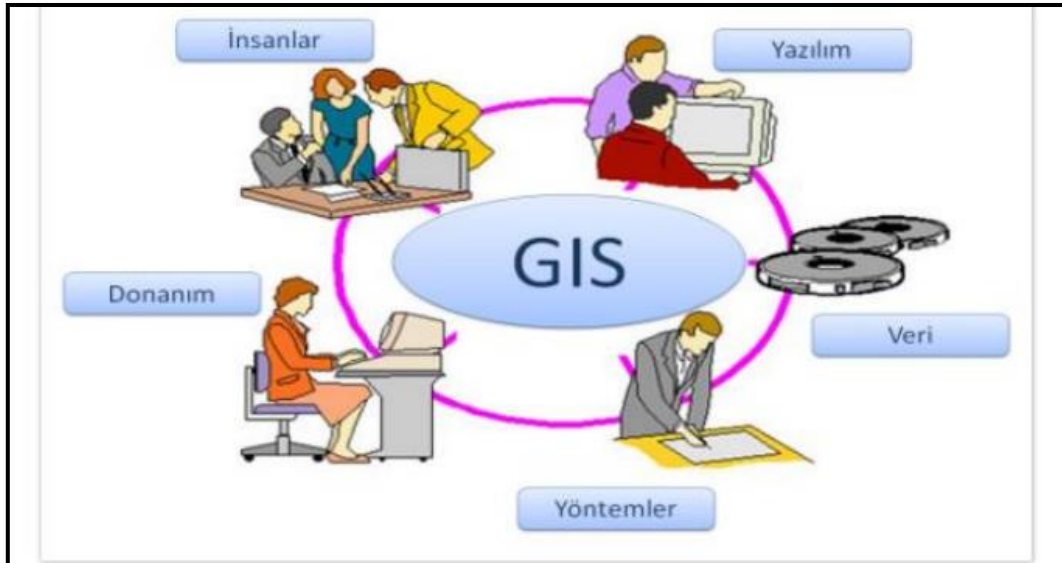 İnsanlar
Yazılım
GIS
Donanım
Veri
Yöntemler